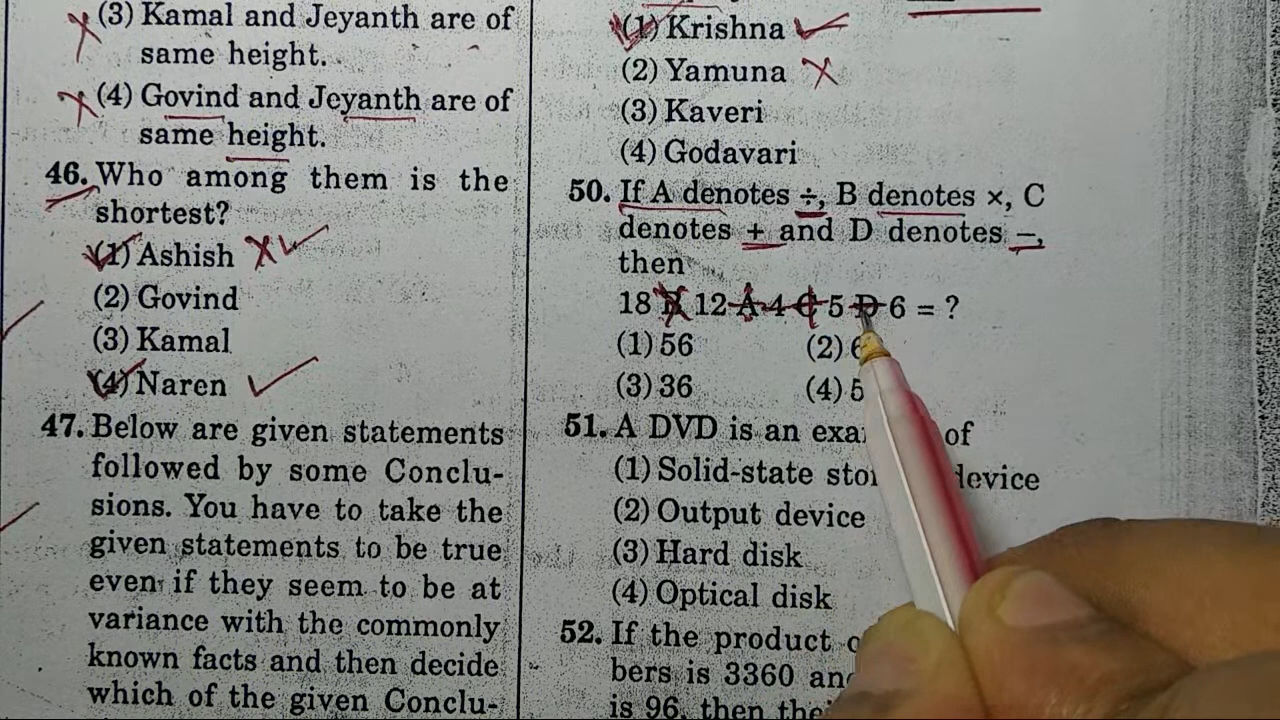 (3) Kamal and Jeyanth are of
same height.
(4) Govind and Jeyanth are of
same height.
46. Who among them is the
shortest?
(1) Ashish
(2) Govind
(3) Kamal
(4) Naren
47. Below are given statements
followed by some Conclu-
sions. You have to take the
given statements to be true
even if they seem to be at
variance with the commonly
known facts and then decide
which of the given Conclu-
(1) Krishna
(2) Yamuna
(3) Kaveri
(4) Godavari
50. If A denotes ÷, B denotes ×, C
denotes + and D denotes –,
then
18 B 12 A 4 C 5 D 6 = ?
(1) 56 (2)
(3) 36 (4) 5
51. A DVD is an of
(1) Solid-state device
(2) Output device
(3) Hard disk
(4) Optical disk
52. If the product
bers is 3360
is 96, then